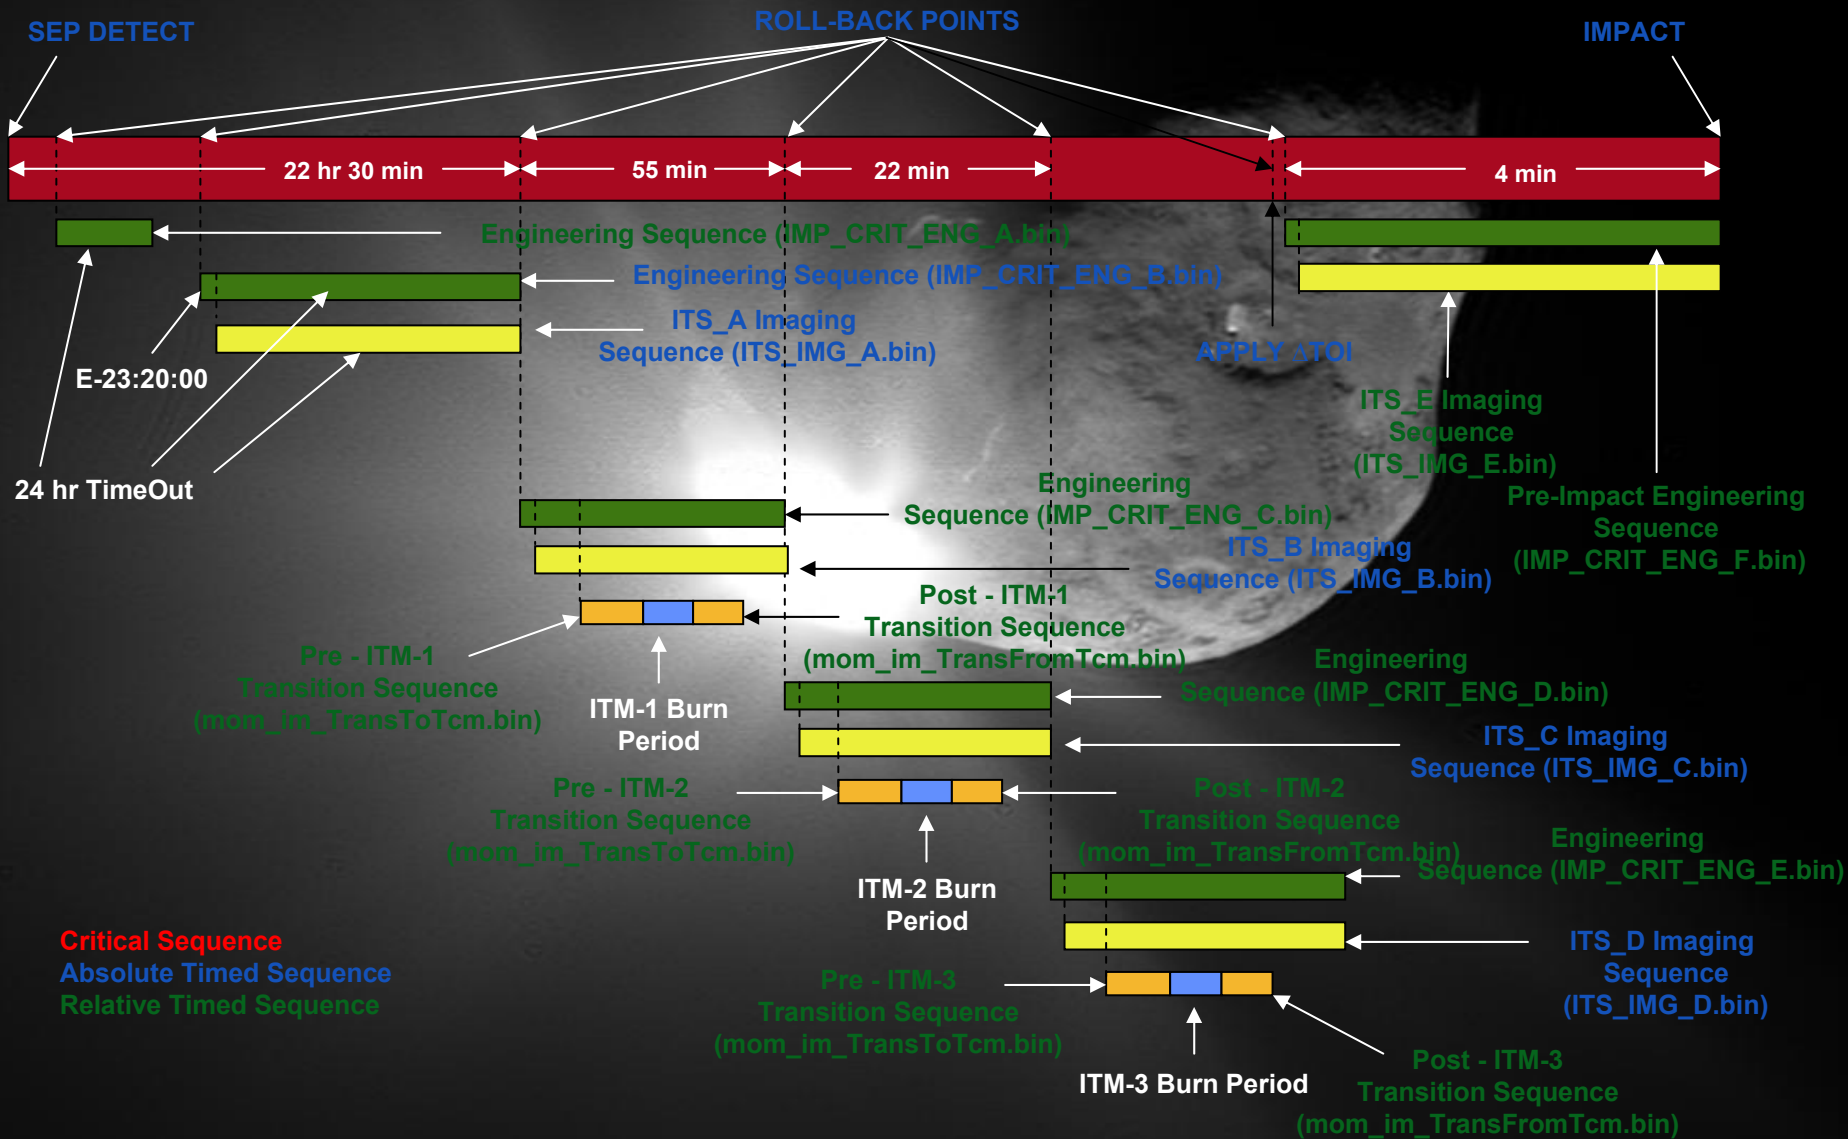 SEP DETECT
ROLL-BACK POINTS
IMPACT
22 hr 30 min
55 min
22 min
4 min
Engineering Sequence (IMP_CRIT_ENG_A.bin)
Engineering Sequence (IMP_CRIT_ENG_B.bin)
ITS_A Imaging
Sequence (ITS_IMG_A.bin)
E-23:20:00
24 hr TimeOut
APPLY ΔTOI
ITS_E Imaging
Sequence
(ITS_IMG_E.bin)
Pre-Impact Engineering
Sequence
(IMP_CRIT_ENG_F.bin)
Engineering
Sequence (IMP_CRIT_ENG_C.bin)
ITS_B Imaging
Sequence (ITS_IMG_B.bin)
Post - ITM-1
Transition Sequence
(mom_im_TransFromTcm.bin)
Pre - ITM-1
Transition Sequence
(mom_im_TransToTcm.bin)
ITM-1 Burn
Period
Engineering
Sequence (IMP_CRIT_ENG_D.bin)
ITS_C Imaging
Sequence (ITS_IMG_C.bin)
Pre - ITM-2
Transition Sequence
(mom_im_TransToTcm.bin)
Post - ITM-2
Transition Sequence
(mom_im_TransFromTcm.bin)
ITM-2 Burn
Period
Engineering
Sequence (IMP_CRIT_ENG_E.bin)
ITS_D Imaging
Sequence
(ITS_IMG_D.bin)
Critical Sequence
Absolute Timed Sequence
Relative Timed Sequence
Pre - ITM-3
Transition Sequence
(mom_im_TransToTcm.bin)
ITM-3 Burn Period
Post - ITM-3
Transition Sequence
(mom_im_TransFromTcm.bin)